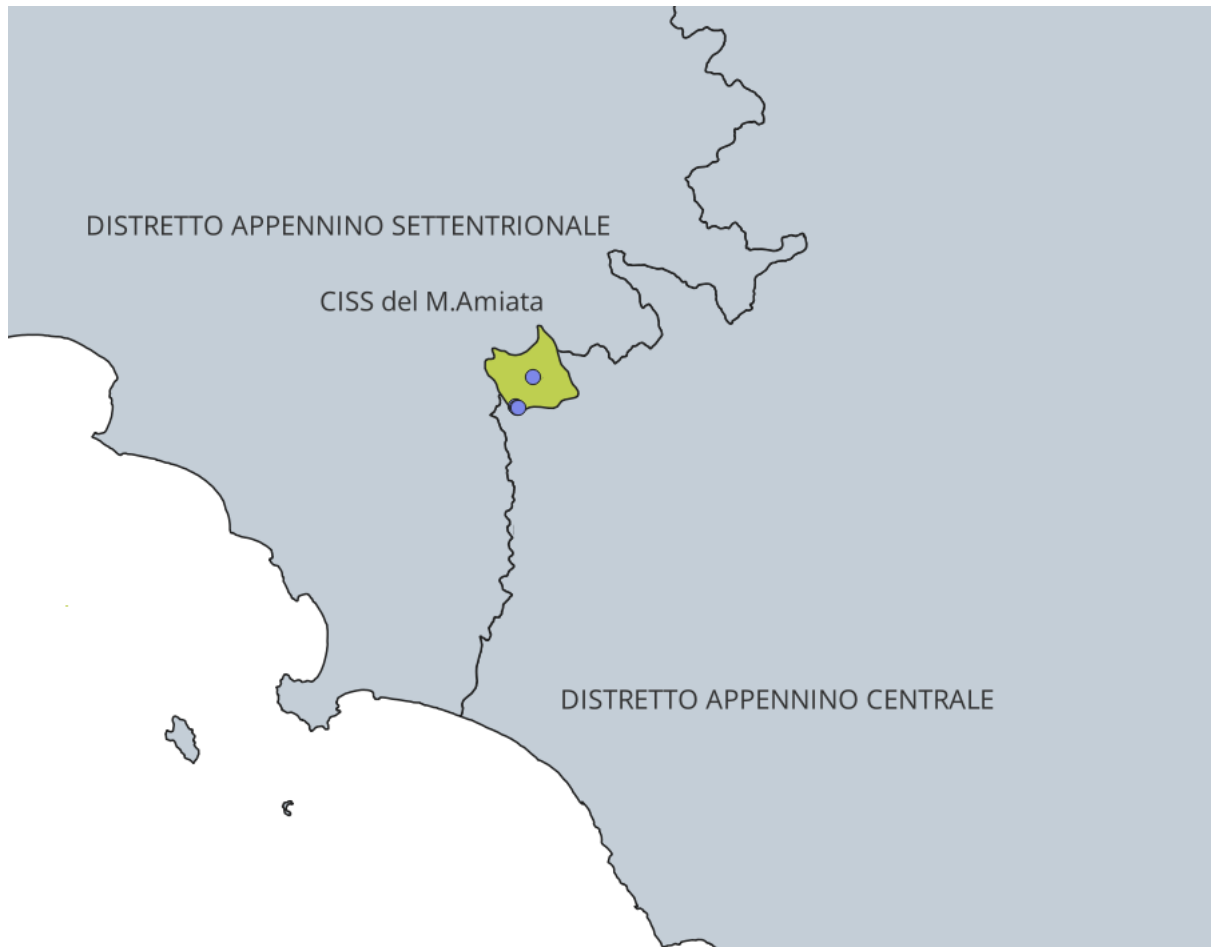 DISTRETTO APPENNINO SETTENTRIONALE
CISS del M.Amiata
DISTRETTO APPENNINO CENTRALE